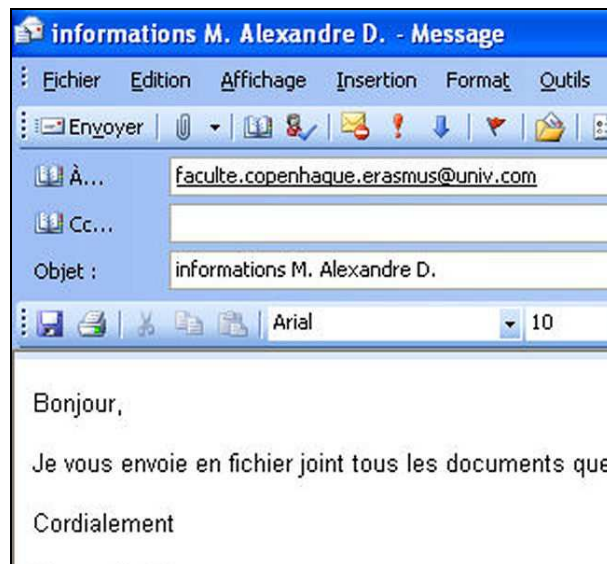 informations M. Alexandre D. - Message
Fichier Edition Affichage Insertion Format Outils
Envoyer
À...
faculte.copenhague.erasmus@univ.com
Cc...
Objet :
informations M. Alexandre D.
Arial 10
Bonjour,
Je vous envoie en fichier joint tous les documents que
Cordialement